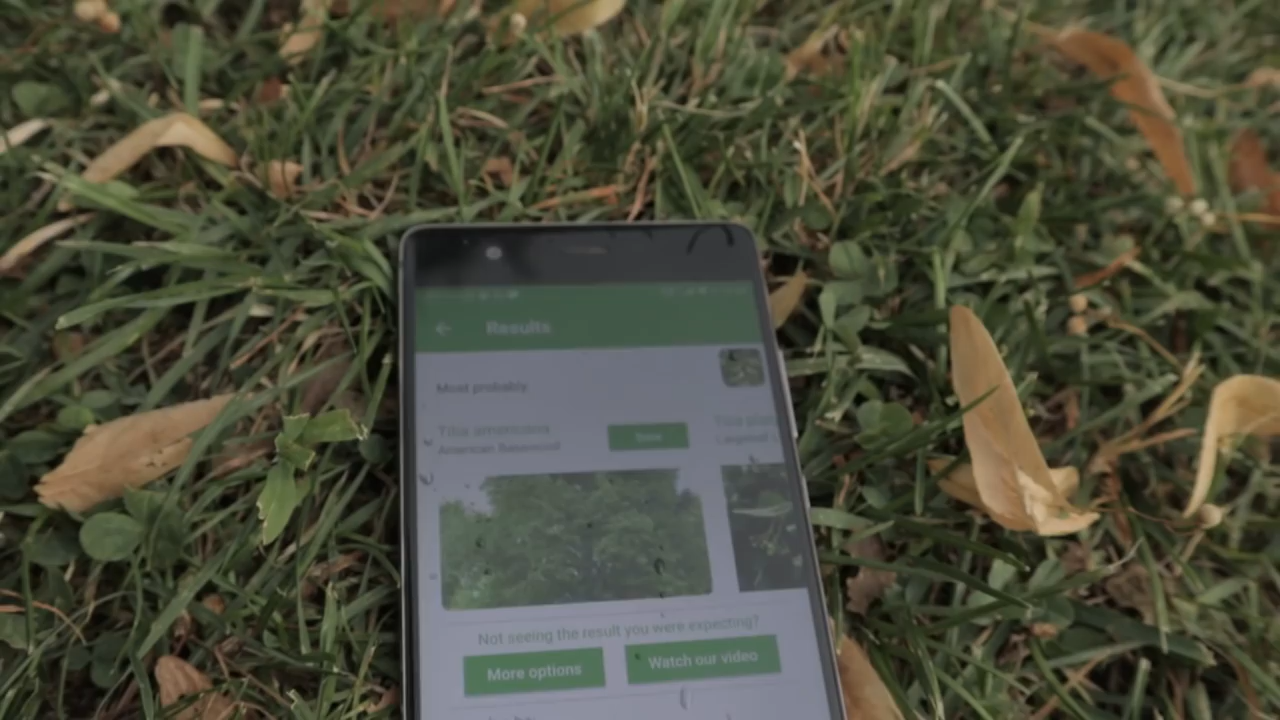 Results
Most probably:
Tilia americana
American Basswood
Save
Not seeing the result you were expecting?
More options
Watch our video